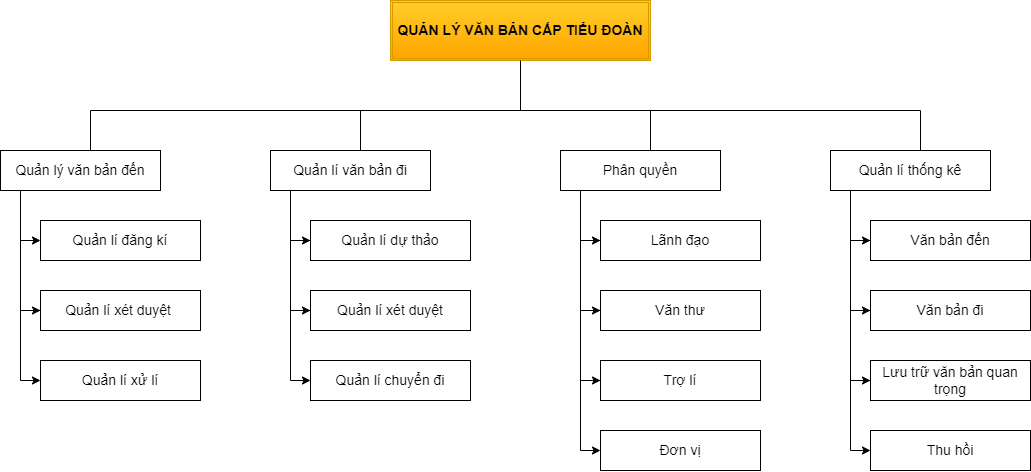 QUẢN LÝ VĂN BẢN CẤP TIỂU ĐOÀN
Quản lý văn bản đến
Quản lí đăng kí
Quản lí xét duyệt
Quản lí xử lí
Quản lí văn bản đi
Quản lí dự thảo
Quản lí xét duyệt
Quản lí chuyển đi
Phân quyền
Lãnh đạo
Văn thư
Trợ lí
Đơn vị
Quản lí thống kê
Văn bản đến
Văn bản đi
Lưu trữ văn bản quan
trọng
Thu hồi